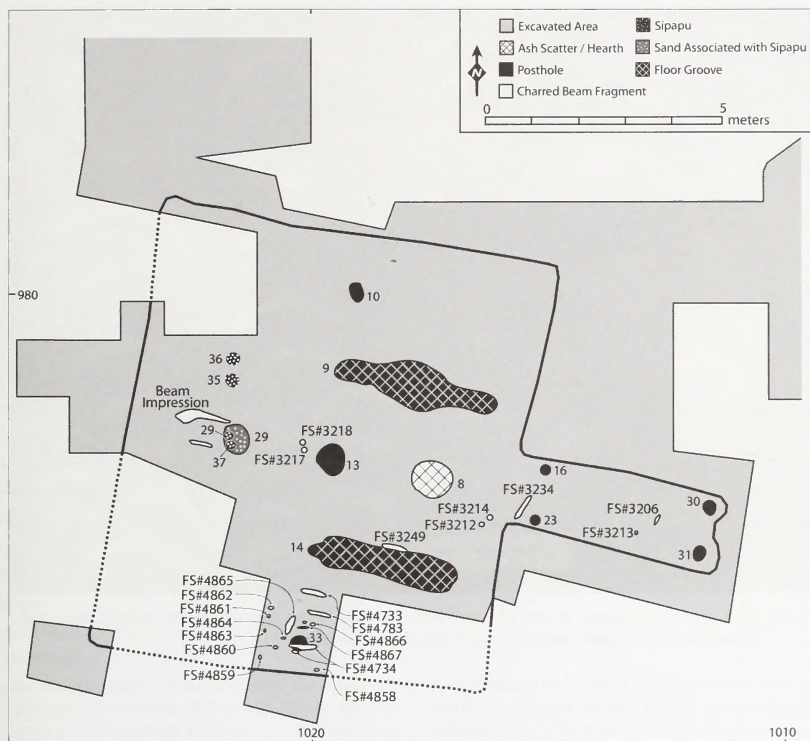 Excavated Area
Sipapu
Ash Scatter / Hearth
Sand Associated with Sipapu
N
Posthole
Floor Groove
Charred Beam Fragment
0 5
meters
980
10
36
9
35
Beam
Impression
29 29
FS#3218
37
FS#3217
13
8
16
FS#3234
FS#3214
FS#3206
30
FS#3212
23
FS#3213
FS#3249
14
31
FS#4865
FS#4862
FS#4861
FS#4864
FS#4863
FS#4860
FS#4859
33
FS#4733
FS#4783
FS#4866
FS#4867
FS#4734
FS#4858
1020 1010